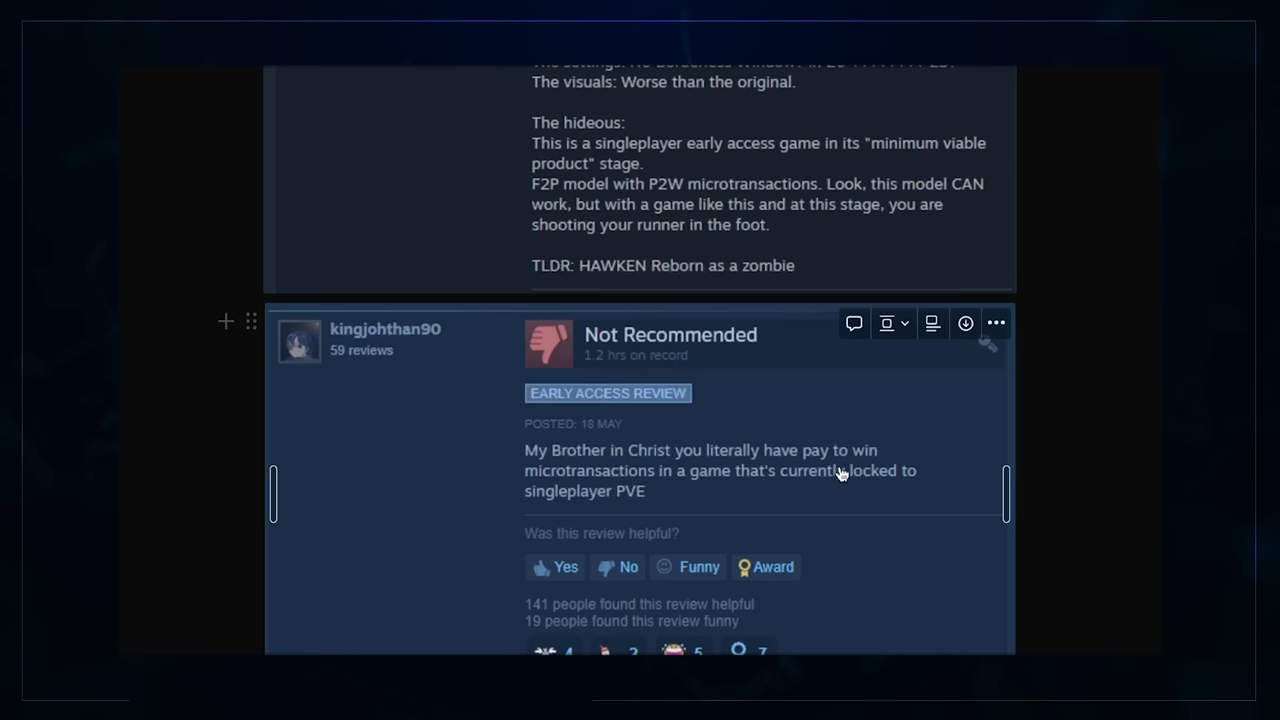 The visuals: Worse than the original.
The hideous:
This is a singleplayer early access game in its "minimum viable
product" stage.
F2P model with P2W microtransactions. Look, this model CAN
work, but with a game like this and at this stage, you are
shooting your runner in the foot.
TLDR: HAWKEN Reborn as a zombie
kingjohthan90
59 reviews
Not Recommended
1.2 hrs on record
EARLY ACCESS REVIEW
POSTED: 18 MAY
My Brother in Christ you literally have pay to win
microtransactions in a game that's currently locked to
singleplayer PVE
Was this review helpful?
Yes No Funny Award
141 people found this review helpful
19 people found this review funny
4 2 5 7